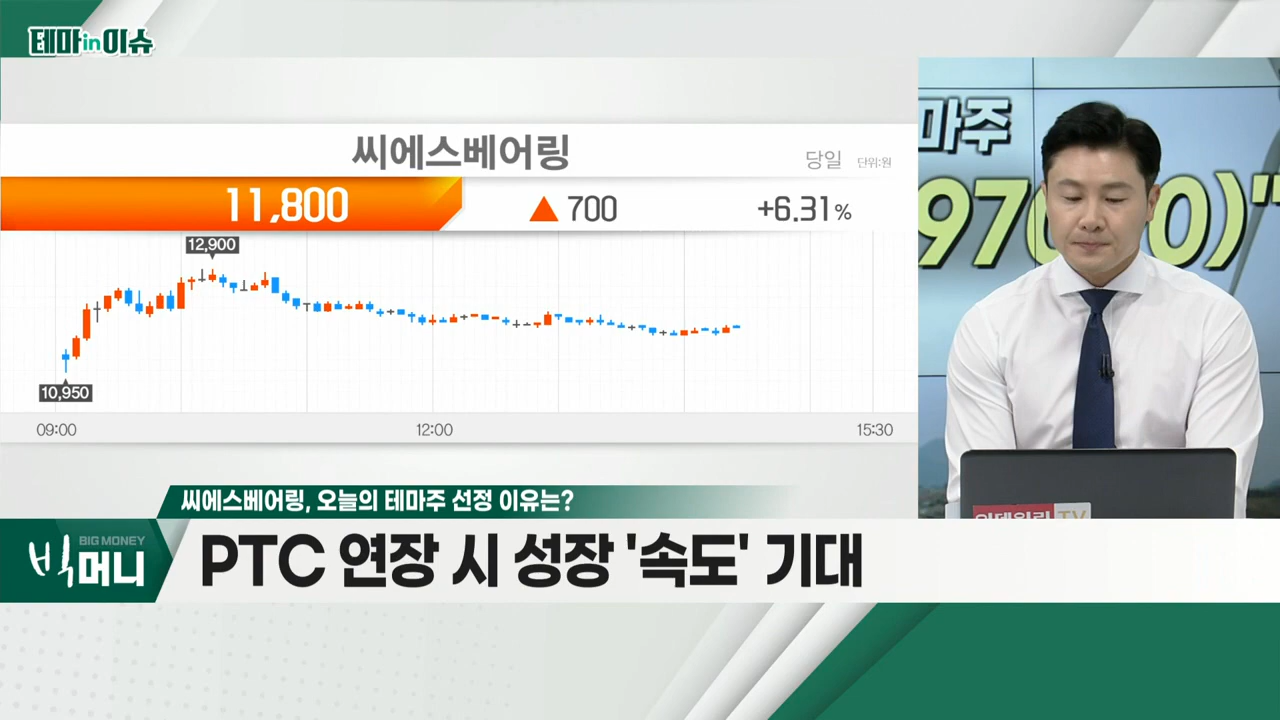 테마in이슈
씨에스베어링
당일 단위:원
11,800 ▲ 700 +6.31%
12,900
10,950
09:00 12:00 15:30
마주
970
0)"
TV
씨에스베어링, 오늘의 테마주 선정 이유는?
BIG MONEY
빅머니
PTC 연장 시 성장 '속도' 기대